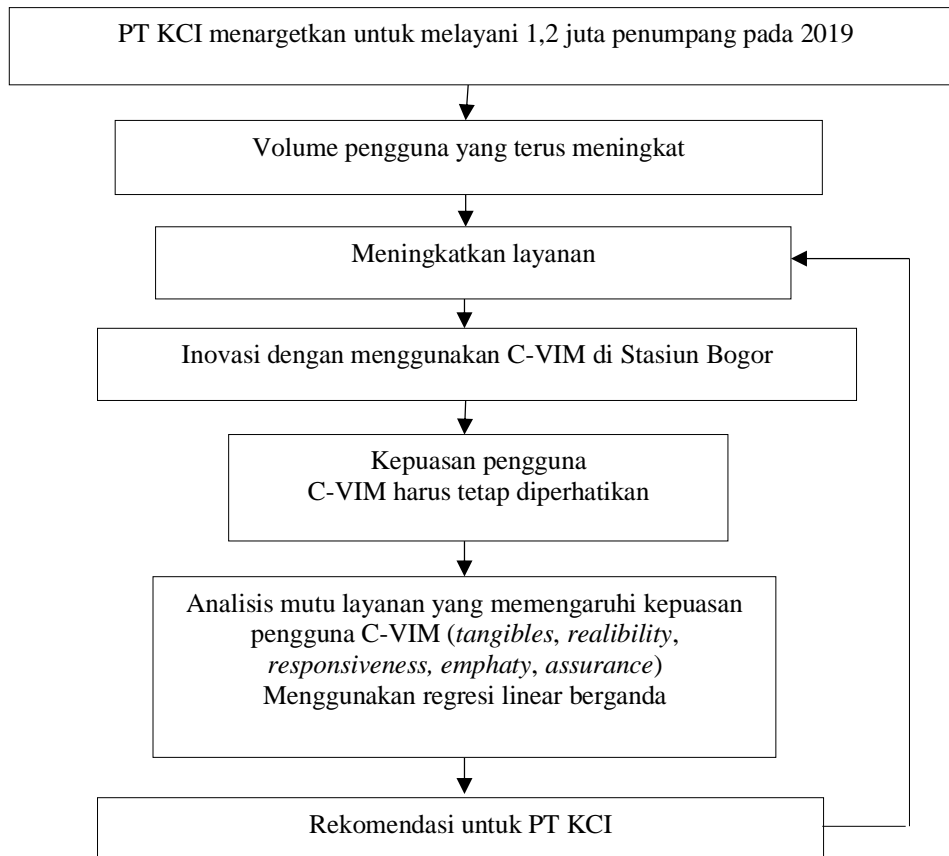 PT KCI menargetkan untuk melayani 1,2 juta penumpang pada 2019
Volume pengguna yang terus meningkat
Meningkatkan layanan
Inovasi dengan menggunakan C-VIM di Stasiun Bogor
Kepuasan pengguna
C-VIM harus tetap diperhatikan
Analisis mutu layanan yang memengaruhi kepuasan
pengguna C-VIM (tangibles, realibility,
responsiveness, emphaty, assurance)
Menggunakan regresi linear berganda
Rekomendasi untuk PT KCI